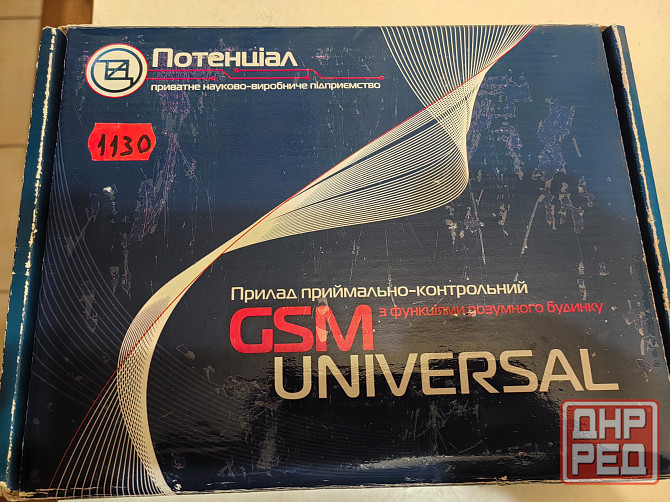 Потенціал
приватне науково-виробниче підприємство
1130
Прилад приймально-контрольний
з функціями розумного будинку
GSM
UNIVERSAL
ДНР
РЕД